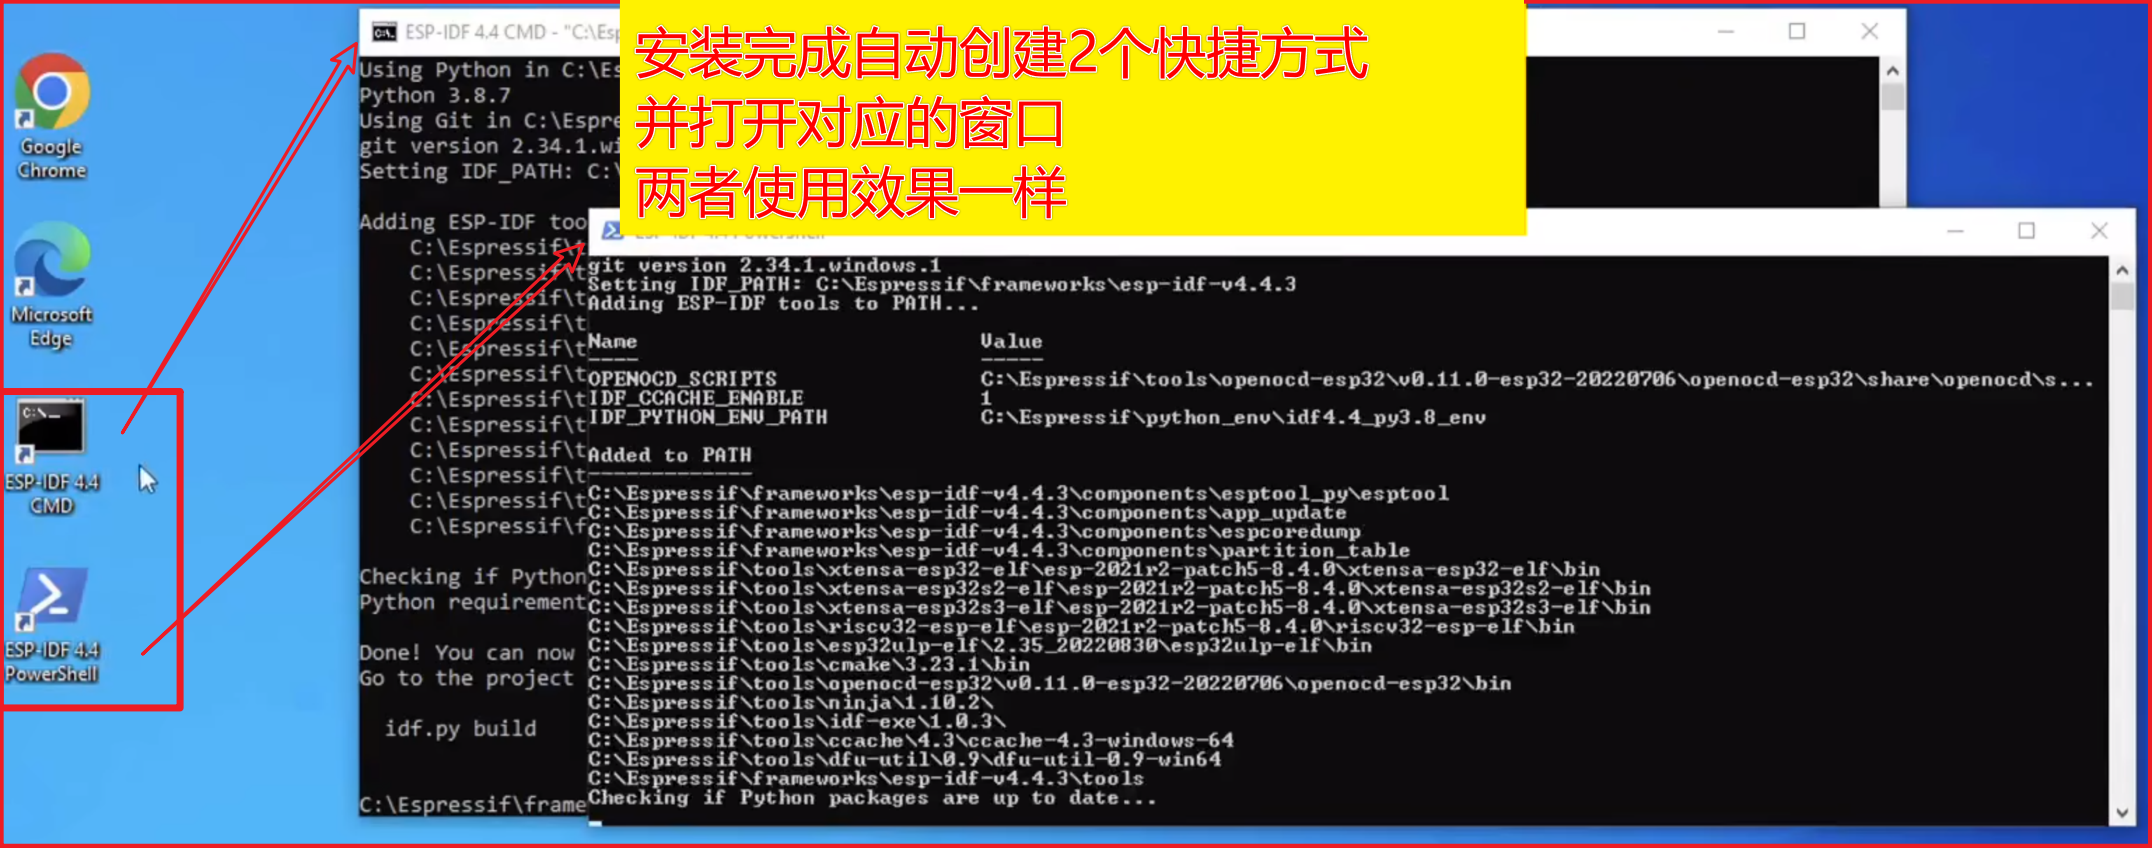 安装完成自动创建2个快捷方式
并打开对应的窗口
两者使用效果一样
Google
Chrome
Microsoft
Edge
C:\
ESP-IDF 4.4
CMD
ESP-IDF 4.4
PowerShell
ESP-IDF 4.4 CMD - "C:\Es
Using Python in C:\Es
Python 3.8.7
Using Git in C:\Espre
git version 2.34.1.wi
Setting IDF_PATH: C:\
Adding ESP-IDF too
C:\Espressif\t
C:\Espressif\t
C:\Espressif\t
C:\Espressif\t
C:\Espressif\t
C:\Espressif\t
C:\Espressif\t
C:\Espressif\t
C:\Espressif\t
C:\Espressif\t
C:\Espressif\t
C:\Espressif\f
Checking if Python
Python requirement
Done! You can now
Go to the project
idf.py build
C:\Espressif\frame
git version 2.34.1.windows.1
Setting IDF_PATH: C:\Espressif\frameworks\esp-idf-v4.4.3
Adding ESP-IDF tools to PATH...
Name Value
---- -----
OPENOCD_SCRIPTS C:\Espressif\tools\openocd-esp32\v0.11.0-esp32-20220706\openocd-esp32\share\openocd\s...
IDF_CCACHE_ENABLE 1
IDF_PYTHON_ENV_PATH C:\Espressif\python_env\idf4.4_py3.8_env
Added to PATH
-------------
C:\Espressif\frameworks\esp-idf-v4.4.3\components\esptool_py\esptool
C:\Espressif\frameworks\esp-idf-v4.4.3\components\app_update
C:\Espressif\frameworks\esp-idf-v4.4.3\components\espcoredump
C:\Espressif\frameworks\esp-idf-v4.4.3\components\partition_table
C:\Espressif\tools\xtensa-esp32-elf\esp-2021r2-patch5-8.4.0\xtensa-esp32-elf\bin
C:\Espressif\tools\xtensa-esp32s2-elf\esp-2021r2-patch5-8.4.0\xtensa-esp32s2-elf\bin
C:\Espressif\tools\xtensa-esp32s3-elf\esp-2021r2-patch5-8.4.0\xtensa-esp32s3-elf\bin
C:\Espressif\tools\riscv32-esp-elf\esp-2021r2-patch5-8.4.0\riscv32-esp-elf\bin
C:\Espressif\tools\esp32ulp-elf\2.35_20220830\esp32ulp-elf\bin
C:\Espressif\tools\cmake\3.23.1\bin
C:\Espressif\tools\openocd-esp32\v0.11.0-esp32-20220706\openocd-esp32\bin
C:\Espressif\tools\ninja\1.10.2\
C:\Espressif\tools\idf-exe\1.0.3\
C:\Espressif\tools\ccache\4.3\ccache-4.3-windows-64
C:\Espressif\tools\dfu-util\0.9\dfu-util-0.9-win64
C:\Espressif\frameworks\esp-idf-v4.4.3\tools
Checking if Python packages are up to date...